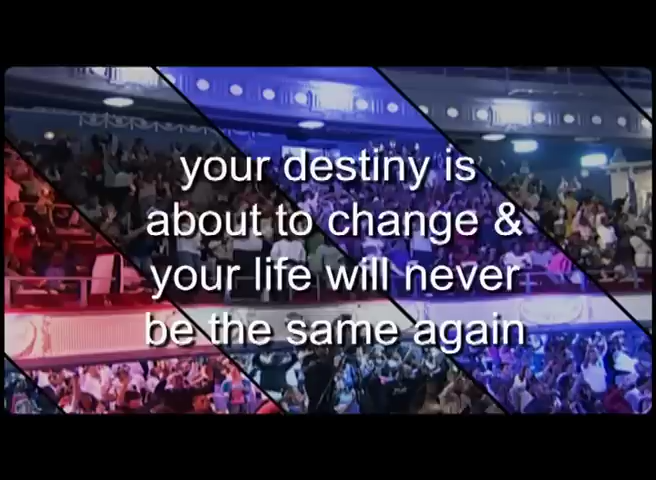 your destiny is
about to change &
your life will never
be the same again